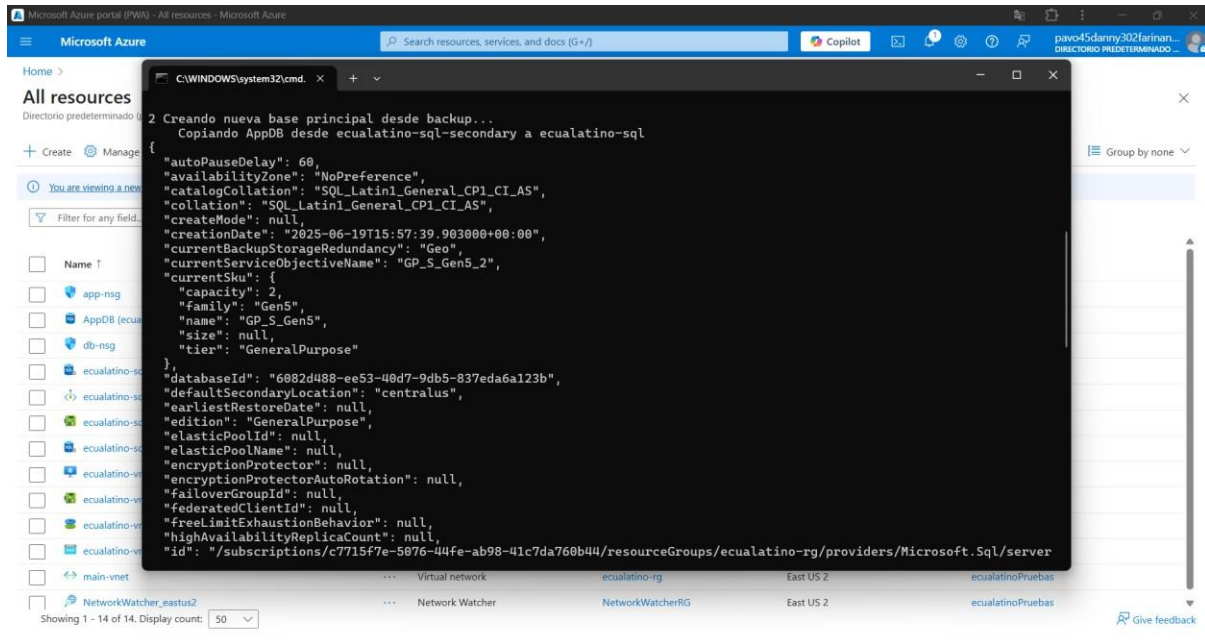 Microsoft Azure portal (PWA) - All resources - Microsoft Azure
Microsoft Azure
Search resources, services, and docs (G+/)
Copilot
pavo45danny302farinan...
DIRECTORIO PREDETERMINADO ...
Home >
All resources
Directorio predeterminado
Create
Manage
Group by none
You are viewing a new
Filter for any field...
Name ↑
app-nsg
AppDB (ecua
db-nsg
ecualatino-sq
ecualatino-sq
ecualatino-sq
ecualatino-sq
ecualatino-vr
ecualatino-vr
ecualatino-vr
ecualatino-vr
main-vnet
... Virtual network ecualatino-rg East US 2 ecualatinoPruebas
NetworkWatcher_eastus2 ... Network Watcher NetworkWatcherRG East US 2 ecualatinoPruebas
Showing 1 - 14 of 14. Display count: 50
Give feedback
C:\WINDOWS\system32\cmd.
2 Creando nueva base principal desde backup...
Copiando AppDB desde ecualatino-sql-secondary a ecualatino-sql
{
"autoPauseDelay": 60,
"availabilityZone": "NoPreference",
"catalogCollation": "SQL_Latin1_General_CP1_CI_AS",
"collation": "SQL_Latin1_General_CP1_CI_AS",
"createMode": null,
"creationDate": "2025-06-19T15:57:39.903000+00:00",
"currentBackupStorageRedundancy": "Geo",
"currentServiceObjectiveName": "GP_S_Gen5_2",
"currentSku": {
"capacity": 2,
"family": "Gen5",
"name": "GP_S_Gen5",
"size": null,
"tier": "GeneralPurpose"
},
"databaseId": "6082d488-ee53-40d7-9db5-837eda6a123b",
"defaultSecondaryLocation": "centralus",
"earliestRestoreDate": null,
"edition": "GeneralPurpose",
"elasticPoolId": null,
"elasticPoolName": null,
"encryptionProtector": null,
"encryptionProtectorAutoRotation": null,
"failoverGroupId": null,
"federatedClientId": null,
"freeLimitExhaustionBehavior": null,
"highAvailabilityReplicaCount": null,
"id": "/subscriptions/c7715f7e-5076-44fe-ab98-41c7da760b44/resourceGroups/ecualatino-rg/providers/Microsoft.Sql/server